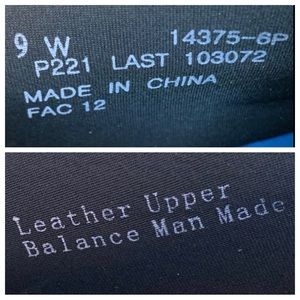 9 W 14375-6P
P221 LAST 103072
MADE IN CHINA
FAC 12
Leather Upper
Balance Man Made